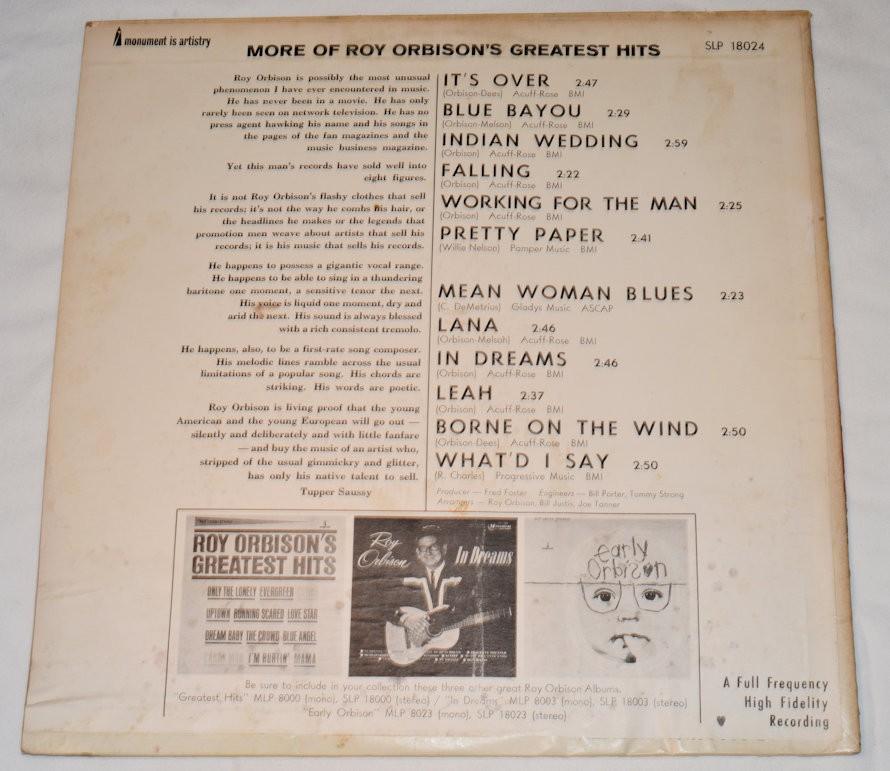 monument is artistry
MORE OF ROY ORBISON'S GREATEST HITS
SLP 18024
Roy Orbison is possibly the most unusual
phenomenon I have ever encountered in music.
He has never been in a movie. He has only
rarely been seen on network television. He has no
press agent hawking his name and his songs in
the pages of the fan magazines and the
music business magazine.
Yet this man's records have sold well into
eight figures.
It is not Roy Orbison's flashy clothes that sell
his records; it's not the way he combs his hair, or
the headlines he makes or the legends that
promotion men weave about artists that sell his
records; it is his music that sells his records.
He happens to possess a gigantic vocal range.
He happens to be able to sing in a thundering
baritone one moment, a sensitive tenor the next.
His voice is liquid one moment, dry and
arid the next. His sound is always blessed
with a rich consistent tremolo.
He happens, also, to be a first-rate song composer.
His melodic lines ramble across the usual
limitations of a popular song. His chords are
striking. His words are poetic.
Roy Orbison is living proof that the young
American and the young European will go out —
silently and deliberately and with little fanfare
— and buy the music of an artist who,
stripped of the usual gimmickry and glitter,
has only his native talent to sell.
Tupper Saussy
IT'S OVER 2:47
(Orbison-Dees) Acuff-Rose BMI
BLUE BAYOU 2:29
(Orbison-Melson) Acuff-Rose BMI
INDIAN WEDDING 2:59
(Orbison) Acuff-Rose BMI
FALLING 2:22
(Orbison) Acuff-Rose BMI
WORKING FOR THE MAN 2:25
(Orbison) Acuff-Rose BMI
PRETTY PAPER 2:41
(Willie Nelson) Pamper Music BMI
MEAN WOMAN BLUES 2:23
(C. DeMetrius) Gladys Music ASCAP
LANA 2:46
(Orbison-Melson) Acuff-Rose BMI
IN DREAMS 2:46
(Orbison) Acuff-Rose BMI
LEAH 2:37
(Orbison) Acuff-Rose BMI
BORNE ON THE WIND 2:50
(Orbison-Dees) Acuff-Rose BMI
WHAT'D I SAY 2:50
(R. Charles) Progressive Music BMI
Producer — Fred Foster Engineers — Bill Porter, Tommy Strong
Arrangers — Roy Orbison, Bill Justis, Joe Tanner
ROY ORBISON'S
GREATEST HITS
ONLY THE LONELY EVERGREEN
UPTOWN RUNNING SCARED LOVE STAR
DREAM BABY THE CROWD BLUE ANGEL
I'M HURTIN' MAMA
Roy
Orbison
In Dreams
early
Orbison
Be sure to include in your collection these three other great Roy Orbison Albums.
"Greatest Hits" MLP 8000 (mono), SLP 18000 (stereo) / "In Dreams" MLP 8003 (mono), SLP 18003 (stereo)
"Early Orbison" MLP 8023 (mono), SLP 18023 (stereo)
A Full Frequency
High Fidelity
Recording